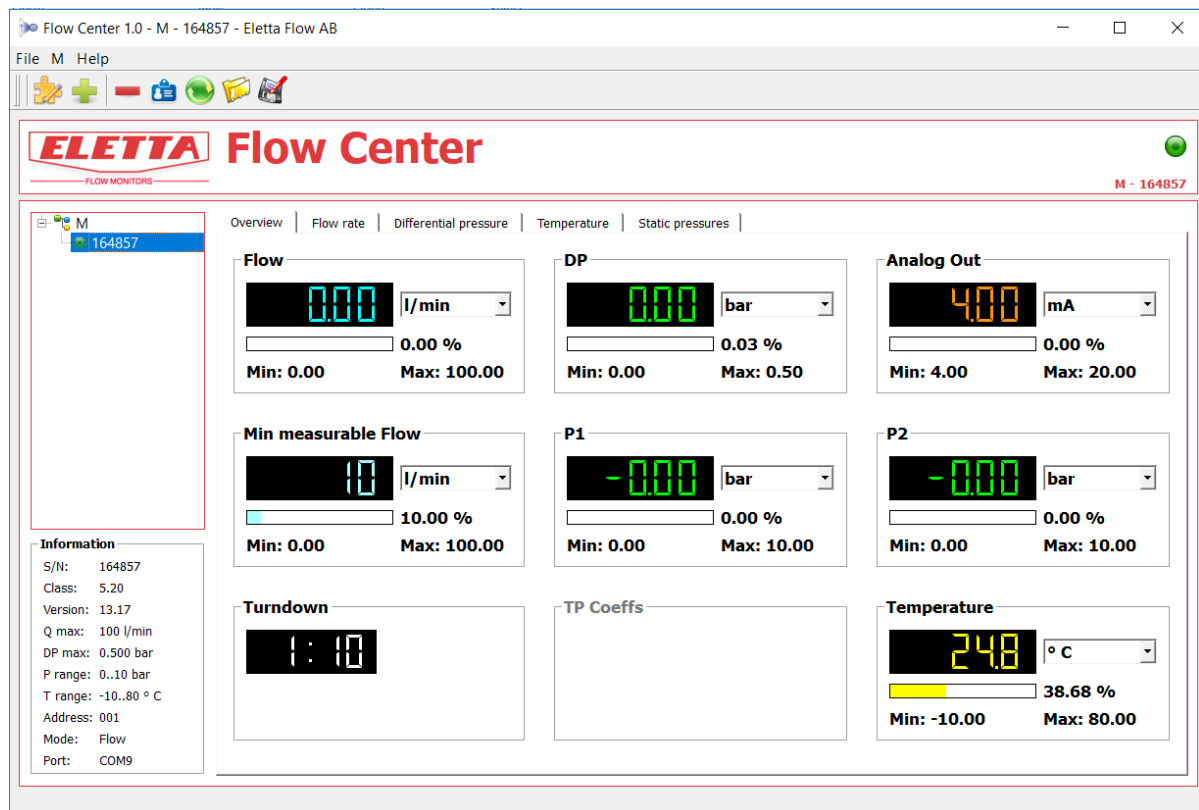 Flow Center 1.0 - M - 164857 - Eletta Flow AB
File M Help
ELETTA
FLOW MONITORS
Flow Center
M - 164857
M
164857
Overview Flow rate Differential pressure Temperature Static pressures
Flow
0.00 l/min
0.00 %
Min: 0.00 Max: 100.00
DP
0.00 bar
0.03 %
Min: 0.00 Max: 0.50
Analog Out
4.00 mA
0.00 %
Min: 4.00 Max: 20.00
Min measurable Flow
10 l/min
10.00 %
Min: 0.00 Max: 100.00
P1
-0.00 bar
0.00 %
Min: 0.00 Max: 10.00
P2
-0.00 bar
0.00 %
Min: 0.00 Max: 10.00
Turndown
1:10
TP Coeffs
Temperature
24.8 ° C
38.68 %
Min: -10.00 Max: 80.00
Information
S/N: 164857
Class: 5.20
Version: 13.17
Q max: 100 l/min
DP max: 0.500 bar
P range: 0..10 bar
T range: -10..80 ° C
Address: 001
Mode: Flow
Port: COM9